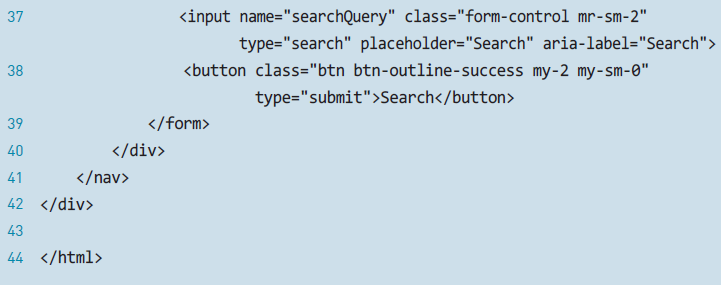 37 <input name="searchQuery" class="form-control mr-sm-2"
type="search" placeholder="Search" aria-label="Search">
38 <button class="btn btn-outline-success my-2 my-sm-0"
type="submit">Search</button>
39 </form>
40 </div>
41 </nav>
42 </div>
43
44 </html>